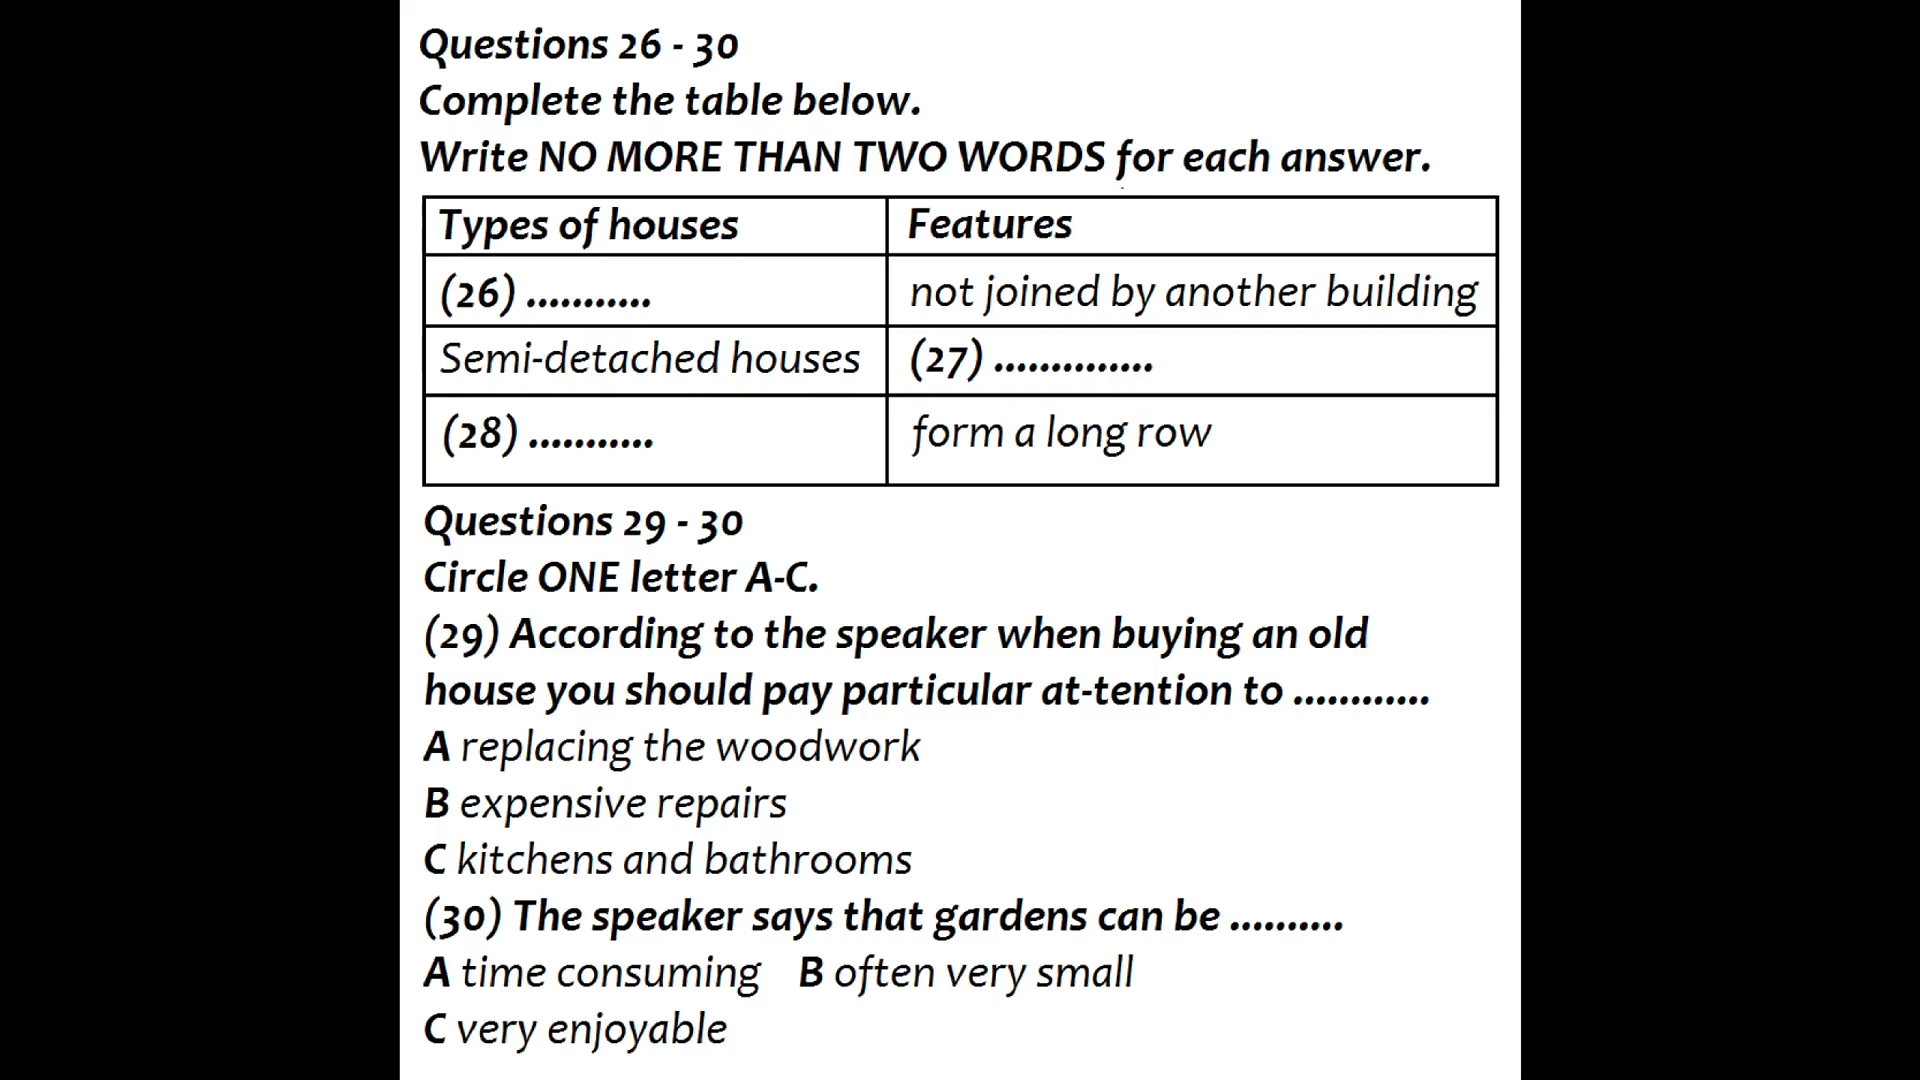 Questions 26 - 30
Complete the table below.
Write NO MORE THAN TWO WORDS for each answer.
Types of houses Features
(26) ........... not joined by another building
Semi-detached houses (27) ..............
(28) ........... form a long row
Questions 29 - 30
Circle ONE letter A-C.
(29) According to the speaker when buying an old
house you should pay particular at-tention to ............
A replacing the woodwork
B expensive repairs
C kitchens and bathrooms
(30) The speaker says that gardens can be ..........
A time consuming B often very small
C very enjoyable